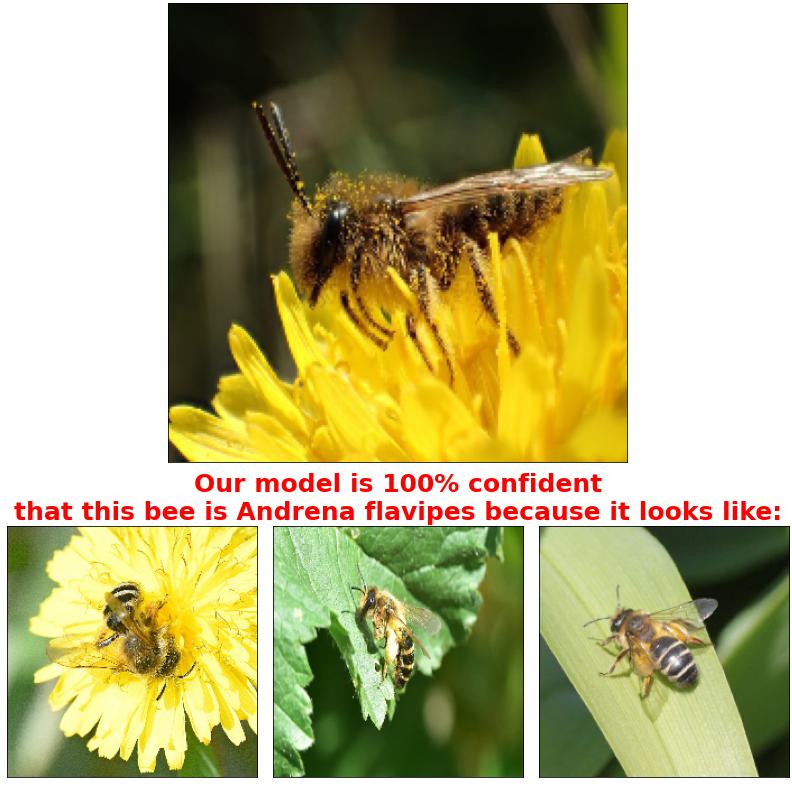 Our model is 100% confident
that this bee is Andrena flavipes because it looks like: